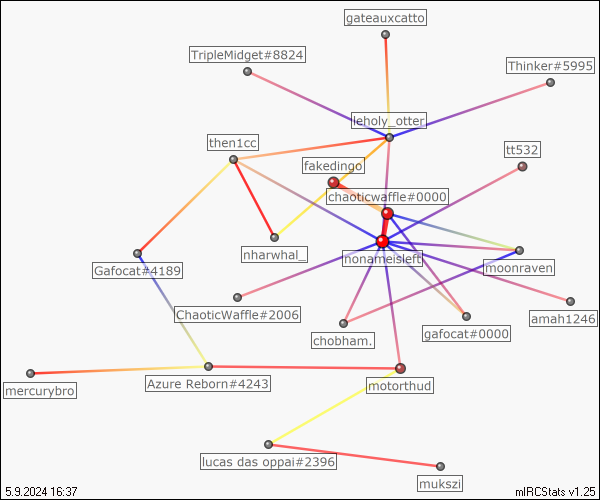 gateauxcatto
TripleMidget#8824
Thinker#5995
leholy_otter
then1cc
tt532
fakedingo
chaoticwaffle#0000
nharwhal_
nonameisleft
moonraven
Gafocat#4189
ChaoticWaffle#2006
amah1246
chobham.
gafocat#0000
mercurybro
Azure Reborn#4243
motorthud
lucas das oppai#2396
mukszi
5.9.2024 16:37
mIRCStats v1.25